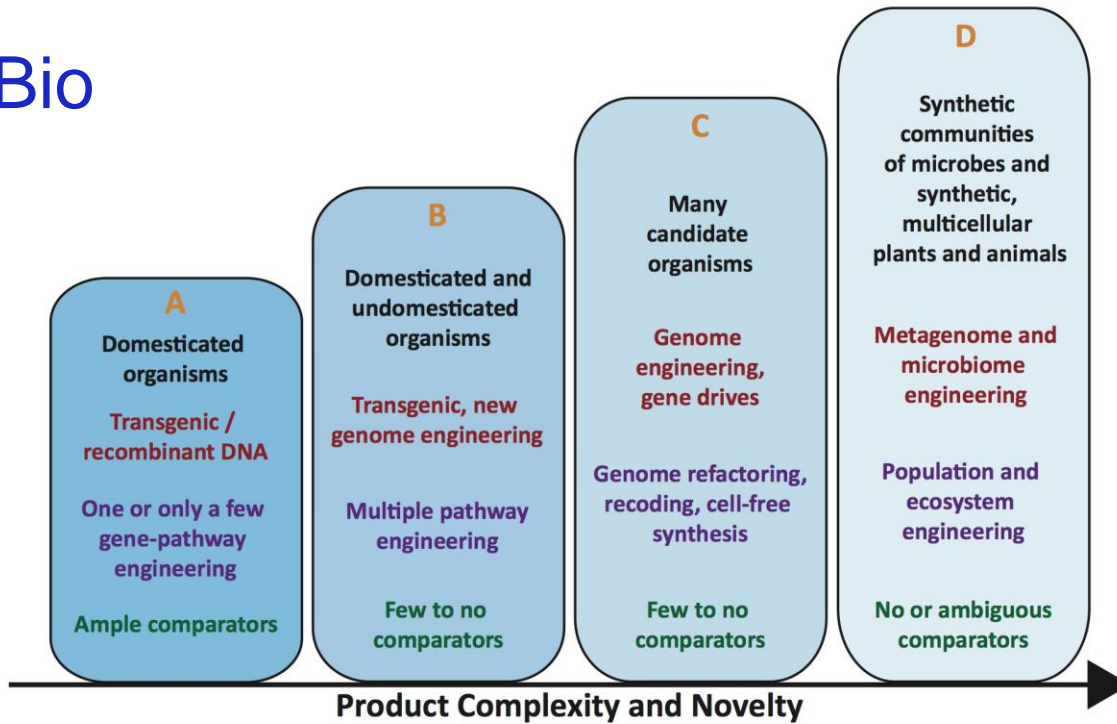 Bio
A
Domesticated
organisms
Transgenic /
recombinant DNA
One or only a few
gene-pathway
engineering
Ample comparators
B
Domesticated and
undomesticated
organisms
Transgenic, new
genome engineering
Multiple pathway
engineering
Few to no
comparators
C
Many
candidate
organisms
Genome
engineering,
gene drives
Genome refactoring,
recoding, cell-free
synthesis
Few to no
comparators
D
Synthetic
communities
of microbes and
synthetic,
multicellular
plants and animals
Metagenome and
microbiome
engineering
Population and
ecosystem
engineering
No or ambiguous
comparators
Product Complexity and Novelty